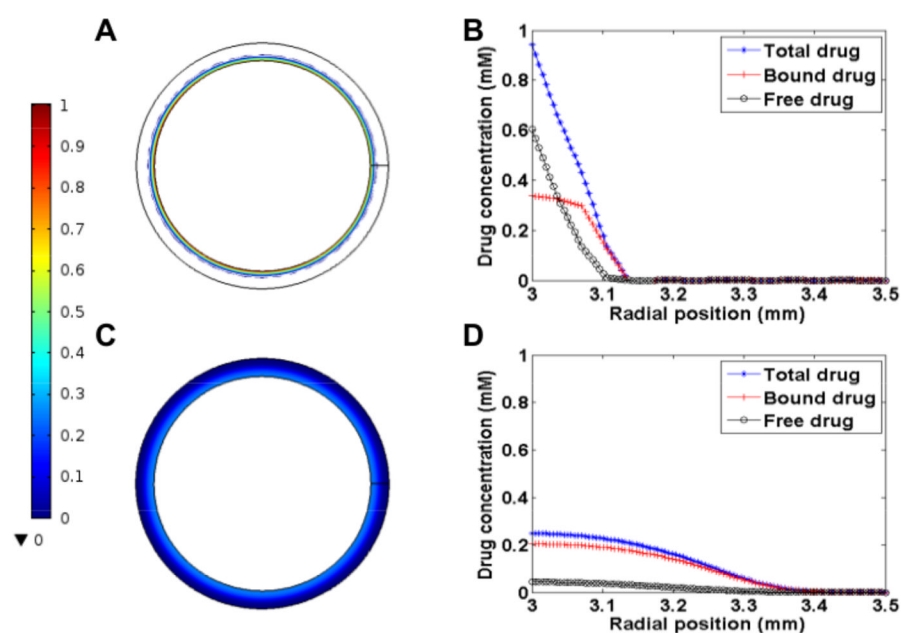 A
B
1
0.9
0.8
0.7
0.6
0.5
0.4
0.3
0.2
0.1
0
▼ 0
Drug concentration (mM)
1
0.8
0.6
0.4
0.2
0
3 3.1 3.2 3.3 3.4 3.5
Radial position (mm)
Total drug
Bound drug
Free drug
C
D
Drug concentration (mM)
1
0.8
0.6
0.4
0.2
0
3 3.1 3.2 3.3 3.4 3.5
Radial position (mm)
Total drug
Bound drug
Free drug